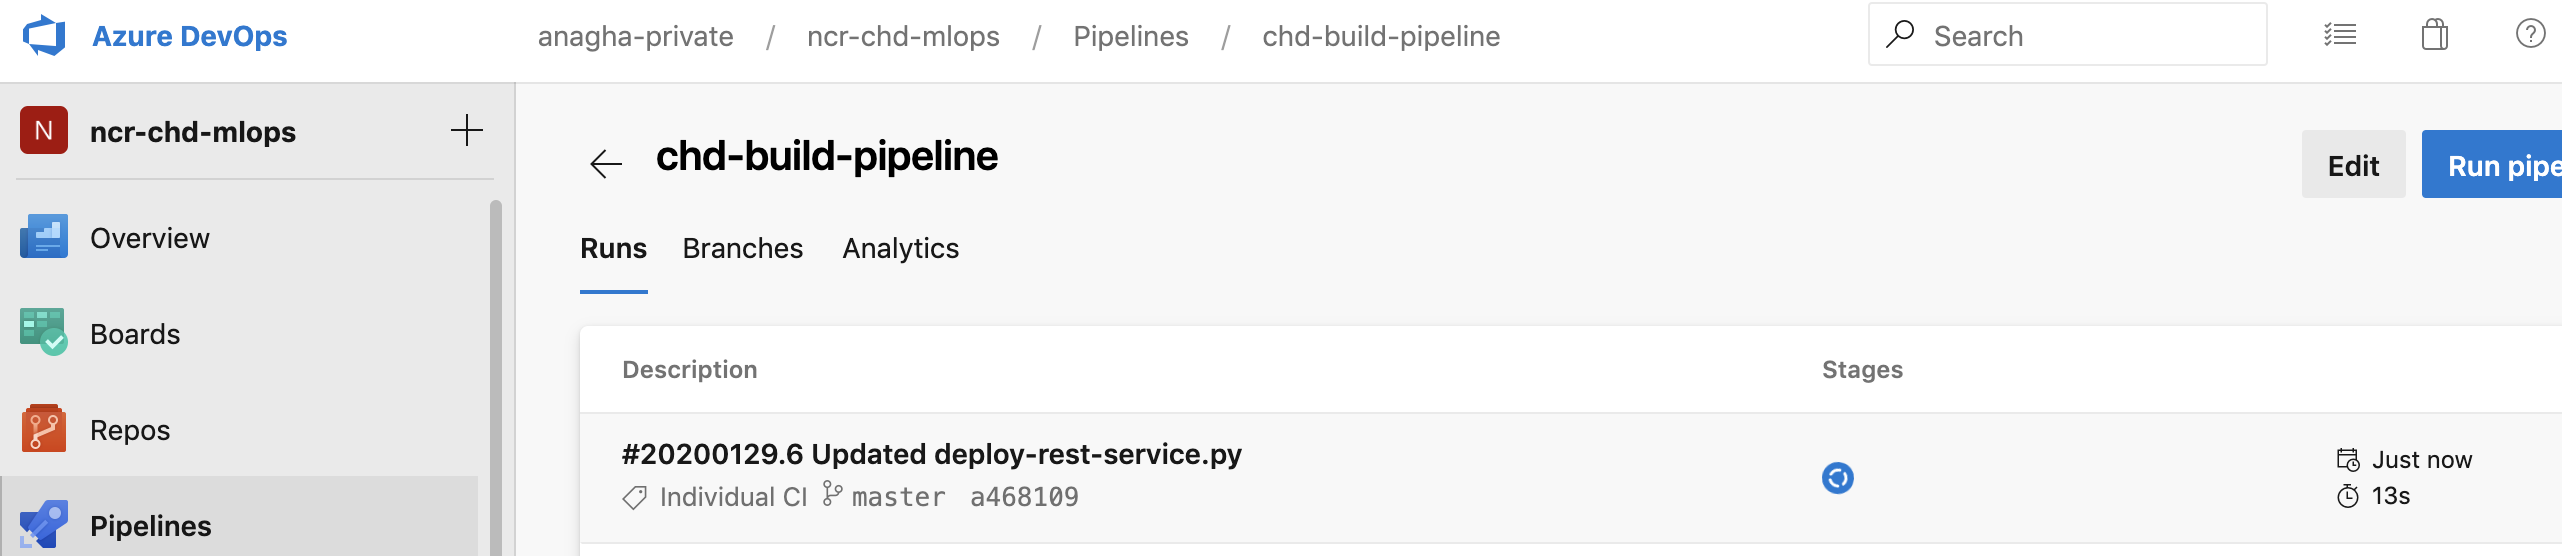 Azure DevOps
anagha-private / ncr-chd-mlops / Pipelines / chd-build-pipeline
Search
?
N ncr-chd-mlops
Overview
Boards
Repos
Pipelines
chd-build-pipeline
Edit
Run pipe
Runs Branches Analytics
Description Stages
#20200129.6 Updated deploy-rest-service.py
Individual CI master a468109
Just now
13s